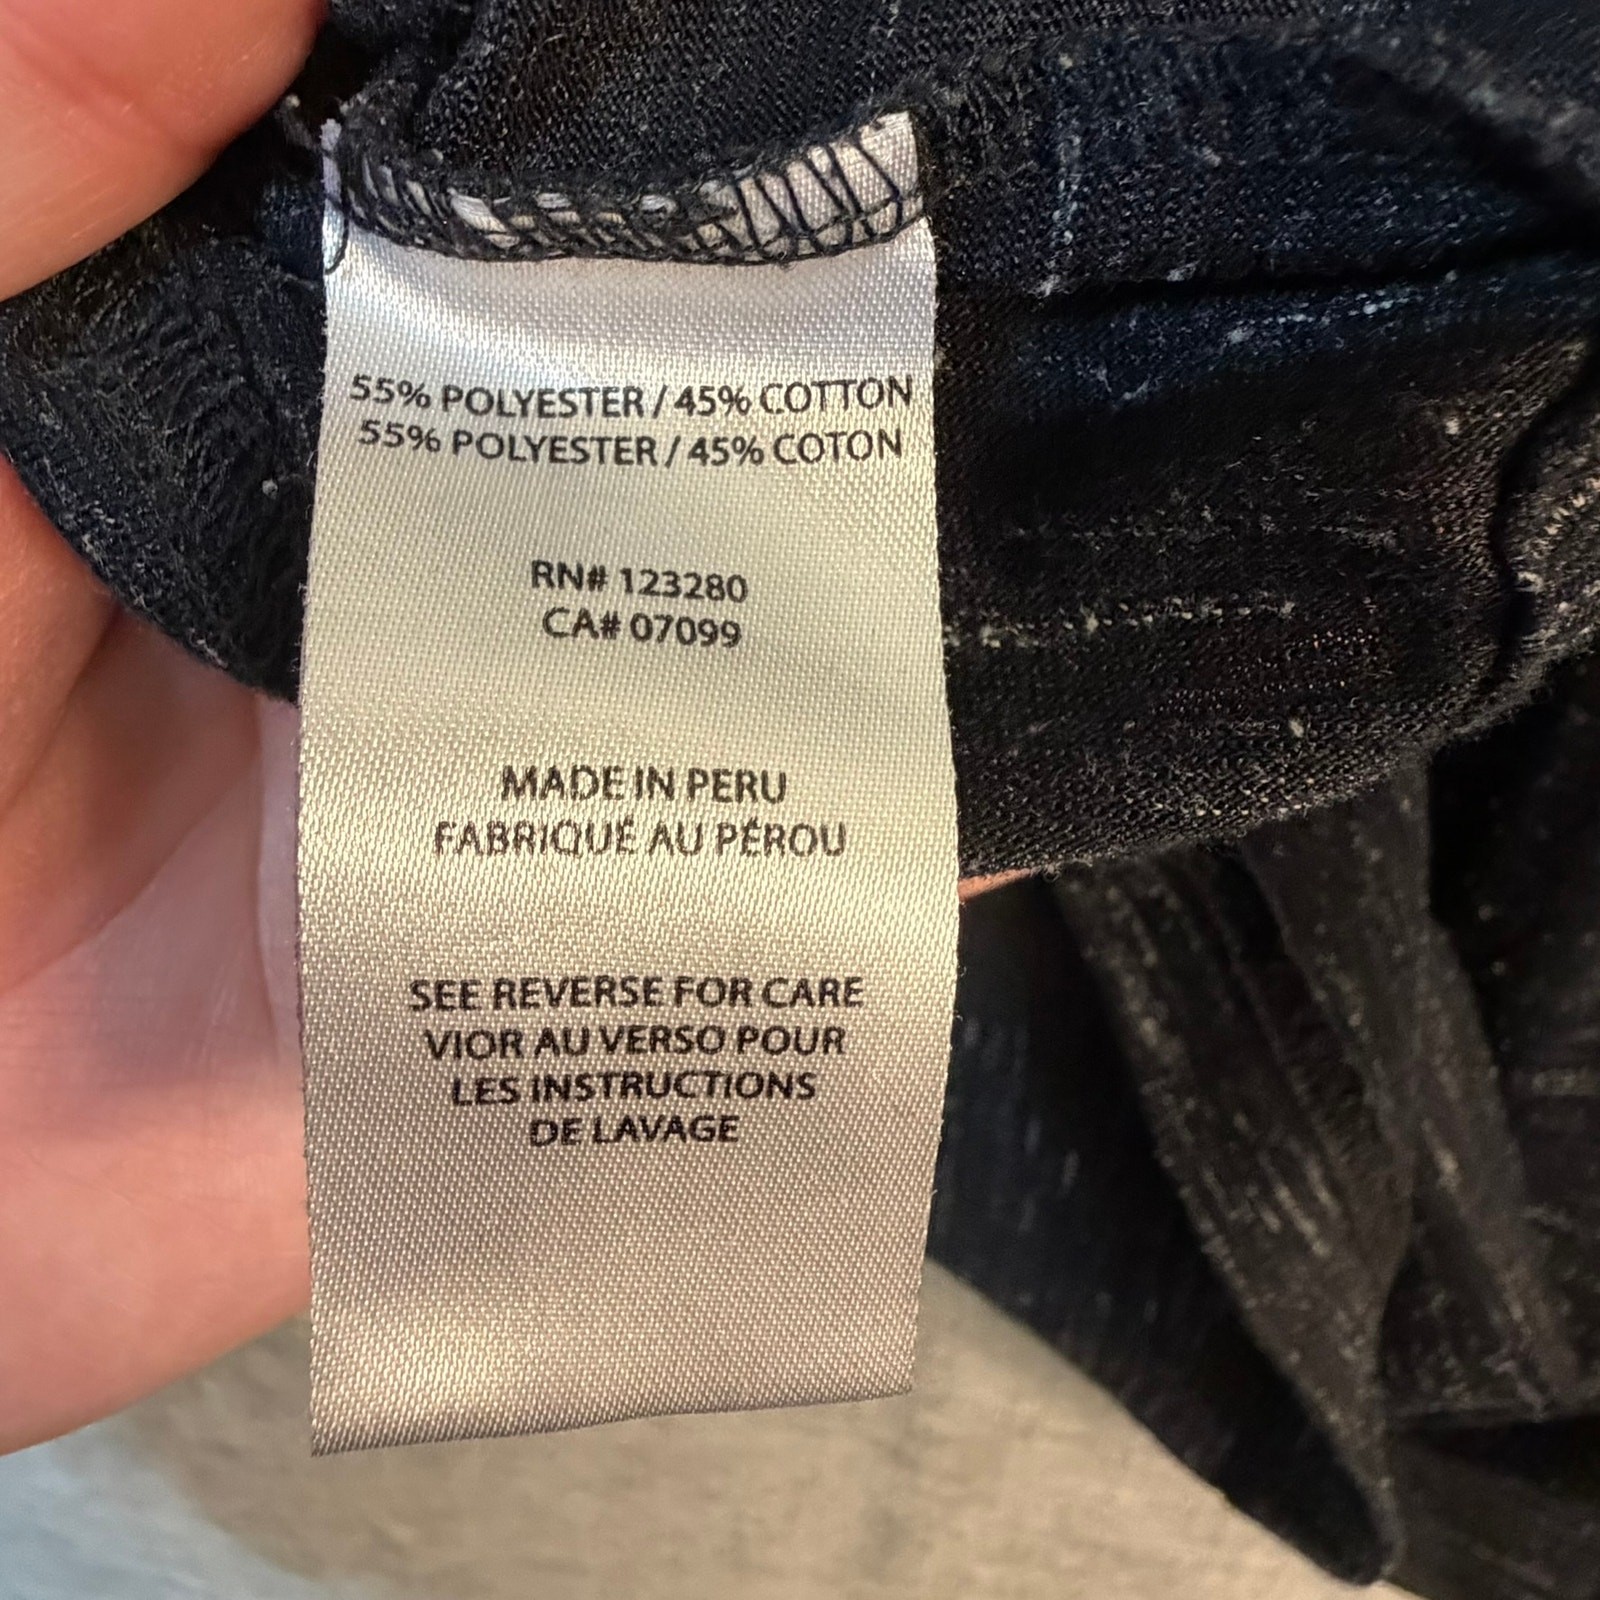 55% POLYESTER / 45% COTTON
55% POLYESTER / 45% COTON
RN# 123280
CA# 07099
MADE IN PERU
FABRIQUÉ AU PÉROU
SEE REVERSE FOR CARE
VIOR AU VERSO POUR
LES INSTRUCTIONS
DE LAVAGE